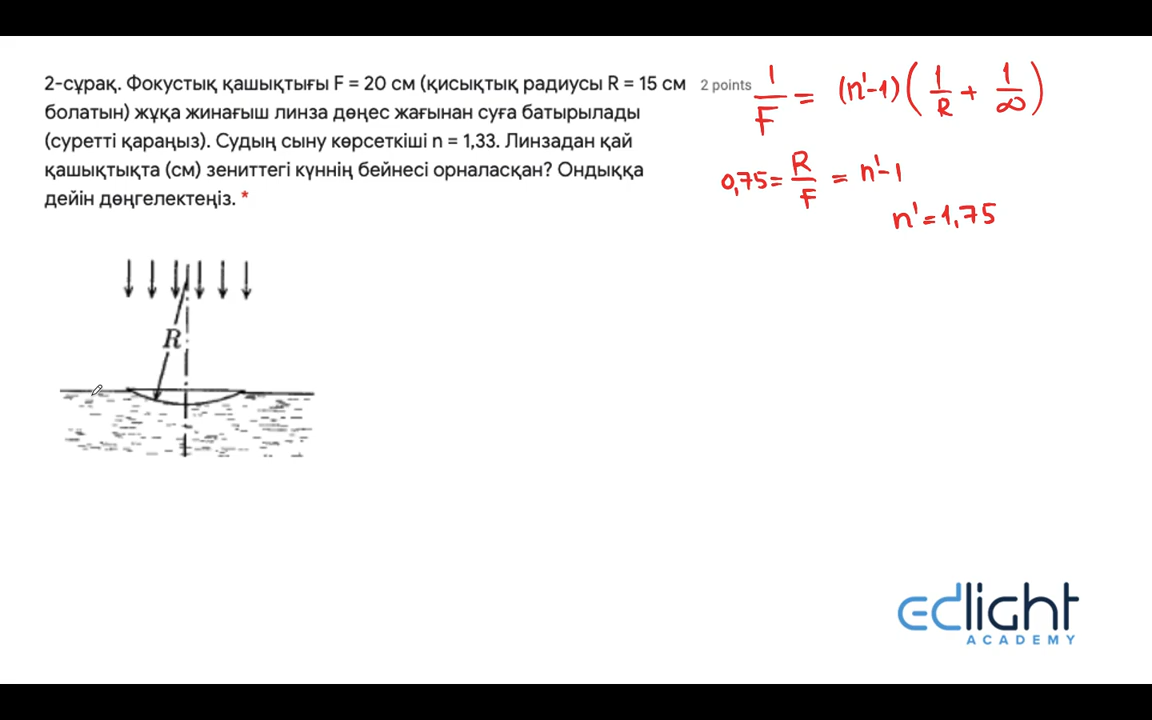 2-сұрақ. Фокустық қашықтығы F = 20 см (қисықтық радиусы R = 15 см
болатын) жұқа жинағыш линза дөңес жағынан суға батырылады
(суретті қараңыз). Судың сыну көрсеткіші n = 1,33. Линзадан қай
қашықтықта (см) зениттегі күннің бейнесі орналасқан? Ондыққа
дейін дөңгелектеңіз. *
2 points
1/F = (n'-1)(1/R + 1/∞)
0,75 = R/F = n'-1
n' = 1,75
R
edlight
ACADEMY